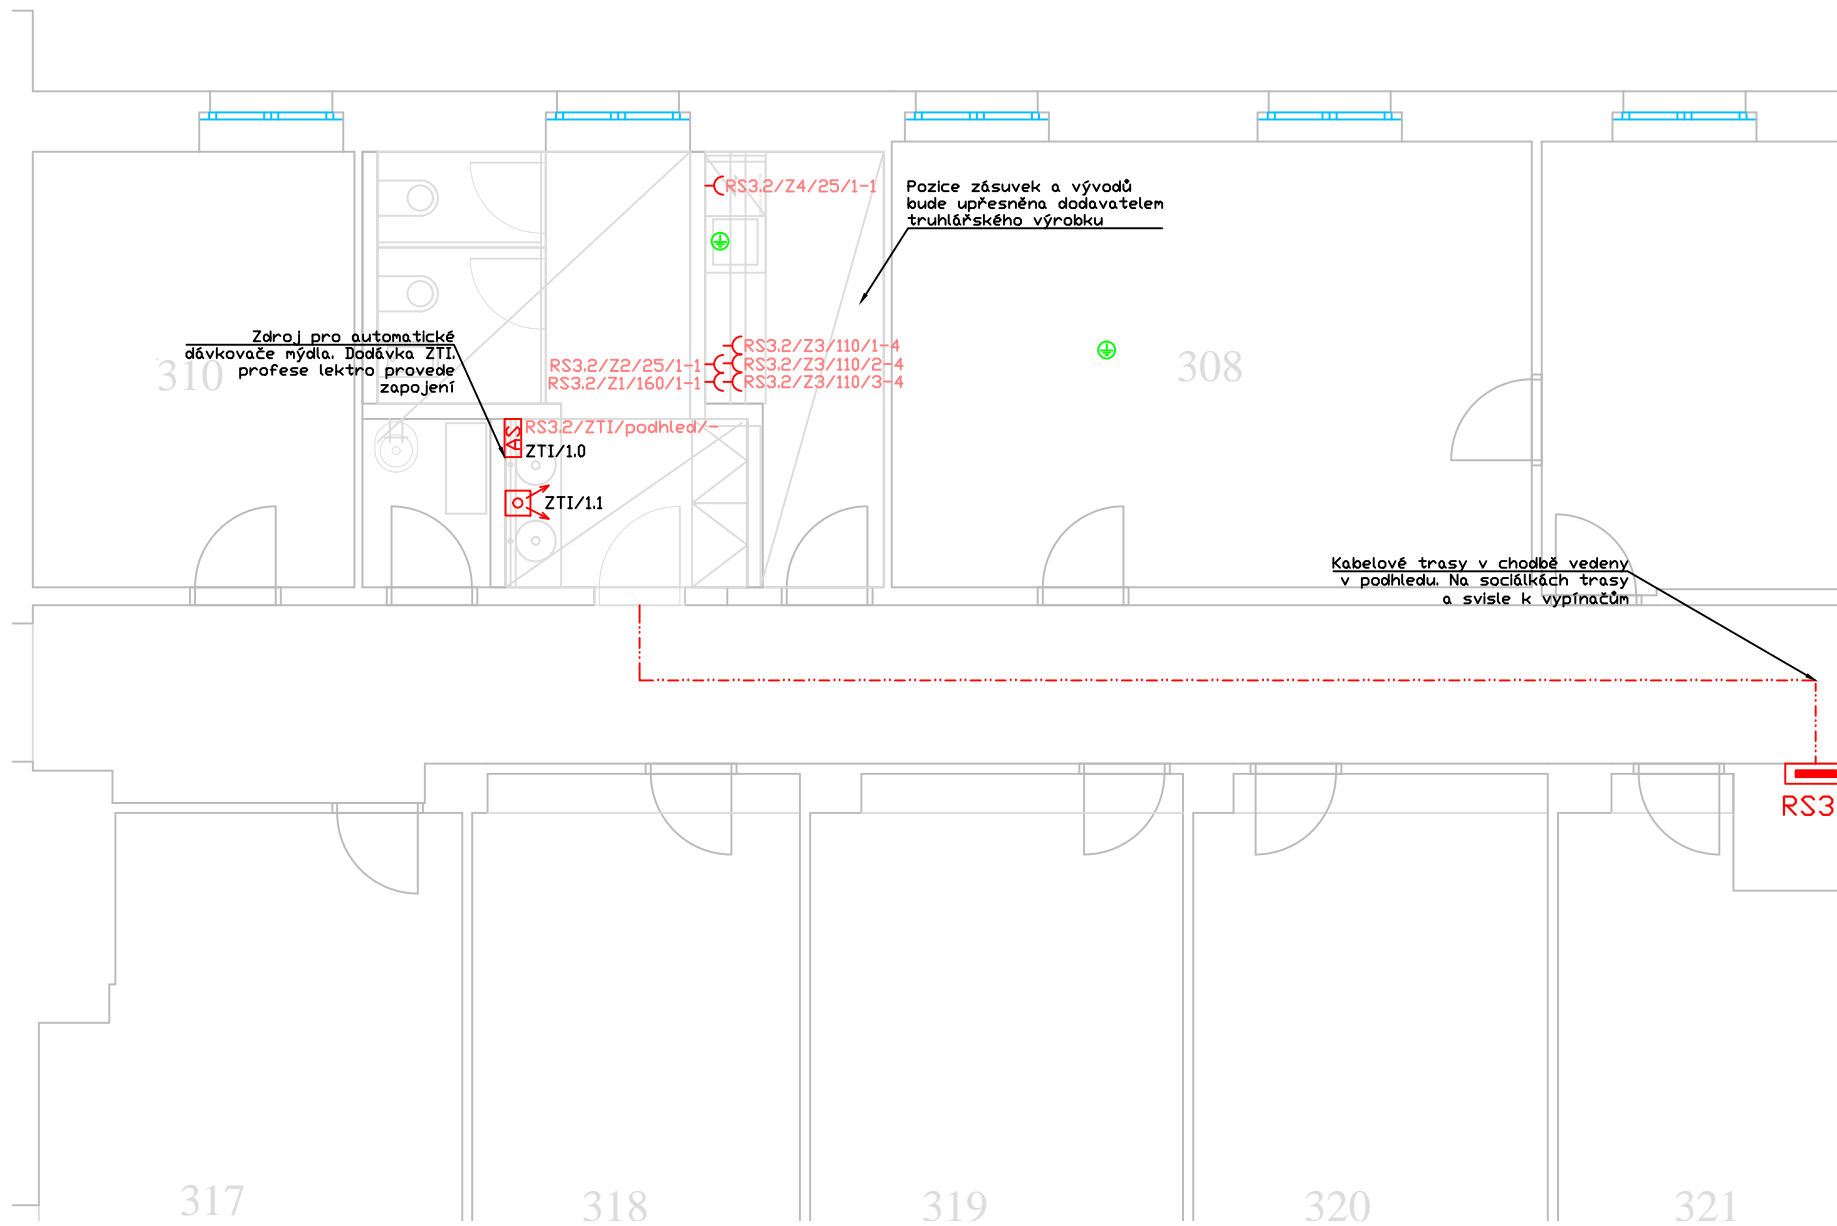 RS3.2/Z4/25/1-1
Pozice zásuvek a vývodů
bude upřesněna dodavatelem
truhlářského výrobku
Zdroj pro automatické
dávkovače mýdla. Dodávka ZTI.
profese lektro provede
zapojení
310
RS3.2/Z3/110/1-4
RS3.2/Z2/25/1-1
RS3.2/Z3/110/2-4
RS3.2/Z1/160/1-1
RS3.2/Z3/110/3-4
308
AS
RS3.2/ZTI/podhled/-
ZTI/1.0
ZTI/1.1
Kabelové trasy v chodbě vedeny
v podhledu. Na sociálkách trasy
a svisle k vypínačům
RS3
317
318
319
320
321